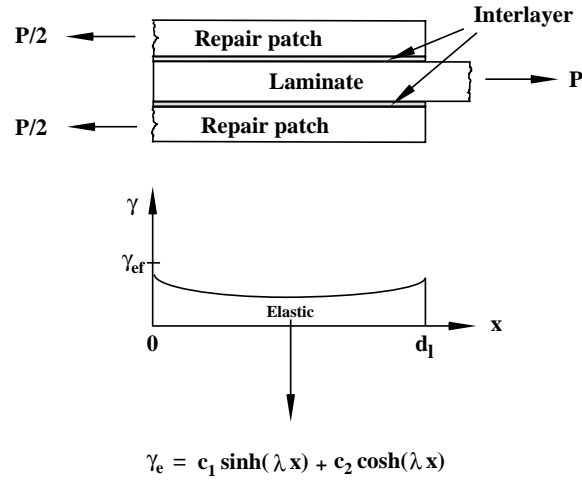 Interlayer
P/2
Repair patch
Laminate
P
P/2
Repair patch
γ
γef
Elastic
x
0
dl
γe = c1 sinh(λ x) + c2 cosh(λ x)